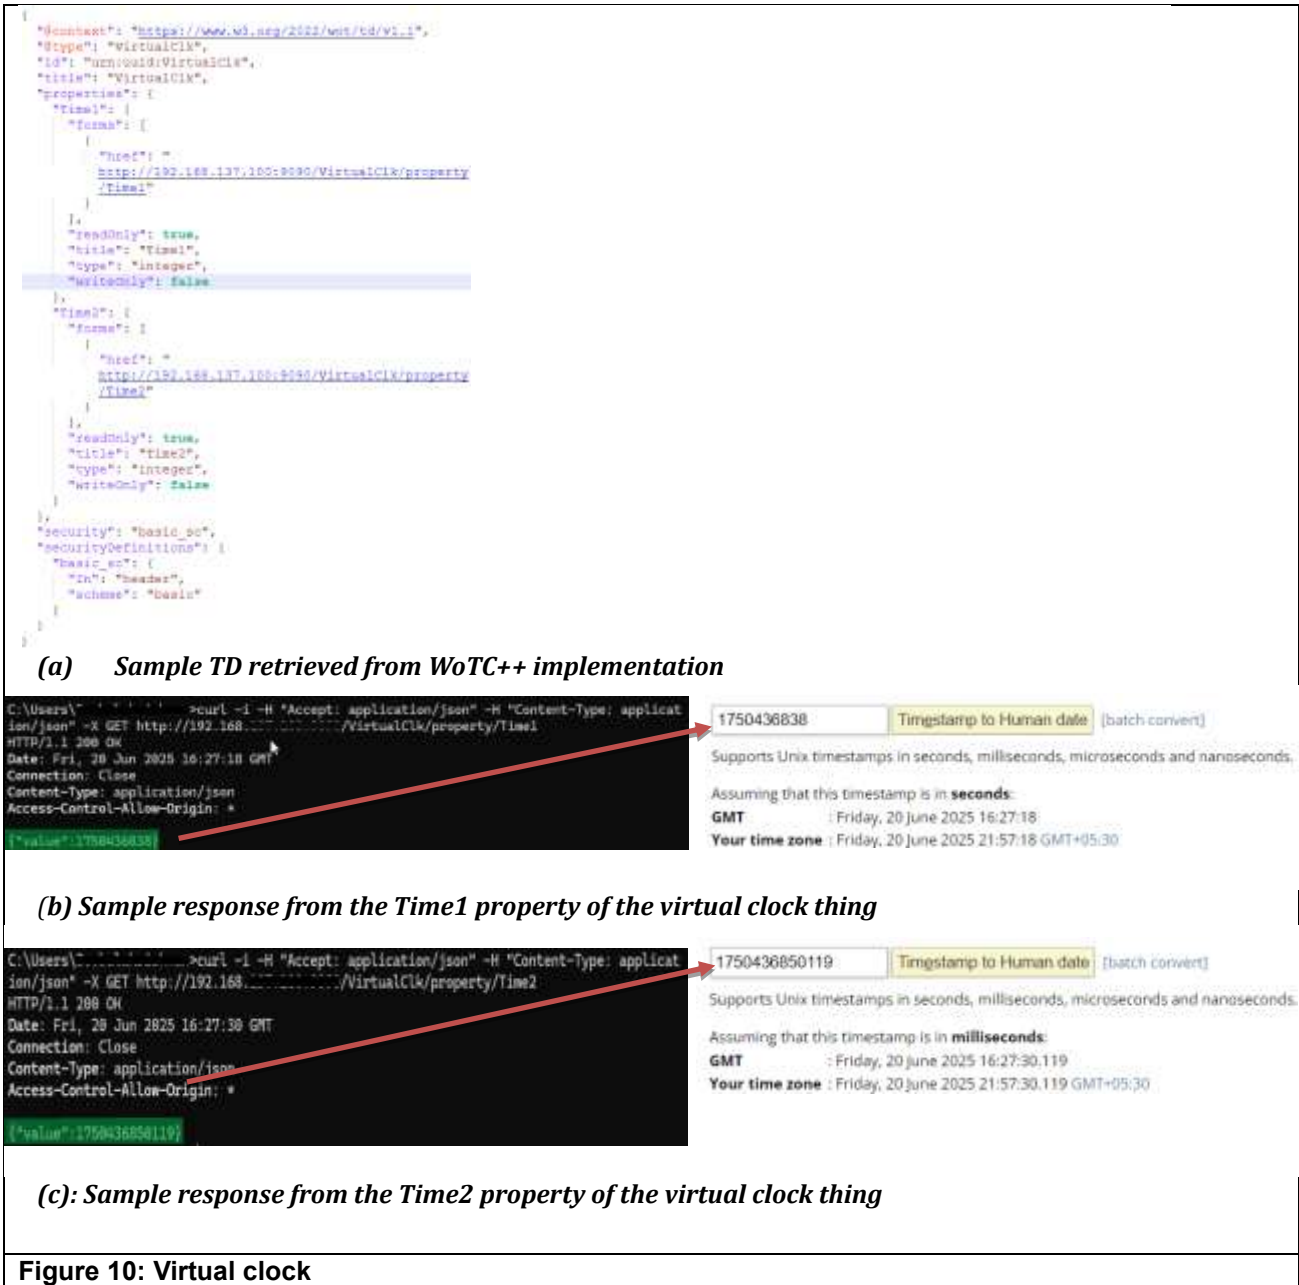 {
"@context": "https://www.w3.org/2022/wot/td/v1.1",
"@type": "VirtualClk",
"id": "urn:uuid:VirtualClk",
"title": "VirtualClk",
"properties": {
"Time1": {
"forms": [
{
"href": "
http://192.168.137.100:9090/VirtualClk/property
/Time1"
}
],
"readOnly": true,
"title": "Time1",
"type": "integer",
"writeOnly": false
},
"Time2": {
"forms": [
{
"href": "
http://192.168.137.100:9090/VirtualClk/property
/Time2"
}
],
"readOnly": true,
"title": "time2",
"type": "integer",
"writeOnly": false
}
},
"security": "basic_sc",
"securityDefinitions": {
"basic_sc": {
"in": "header",
"scheme": "basic"
}
}
}
(a) Sample TD retrieved from WoTC++ implementation
C:\Users\ >curl -i -H "Accept: application/json" -H "Content-Type: applicat
ion/json" -X GET http://192.168. /VirtualClk/property/Time1
HTTP/1.1 200 OK
Date: Fri, 20 Jun 2025 16:27:18 GMT
Connection: Close
Content-Type: application/json
Access-Control-Allow-Origin: *
{"value":1750436838}
1750436838 Timestamp to Human date [batch convert]
Supports Unix timestamps in seconds, milliseconds, microseconds and nanoseconds.
Assuming that this timestamp is in seconds:
GMT : Friday, 20 June 2025 16:27:18
Your time zone : Friday, 20 June 2025 21:57:18 GMT+05:30
(b) Sample response from the Time1 property of the virtual clock thing
C:\Users\ >curl -i -H "Accept: application/json" -H "Content-Type: applicat
ion/json" -X GET http://192.168. /VirtualClk/property/Time2
HTTP/1.1 200 OK
Date: Fri, 20 Jun 2025 16:27:30 GMT
Connection: Close
Content-Type: application/json
Access-Control-Allow-Origin: *
{"value":1750436850119}
1750436850119 Timestamp to Human date [batch convert]
Supports Unix timestamps in seconds, milliseconds, microseconds and nanoseconds.
Assuming that this timestamp is in milliseconds:
GMT : Friday, 20 June 2025 16:27:30.119
Your time zone : Friday, 20 June 2025 21:57:30.119 GMT+05:30
(c): Sample response from the Time2 property of the virtual clock thing
Figure 10: Virtual clock